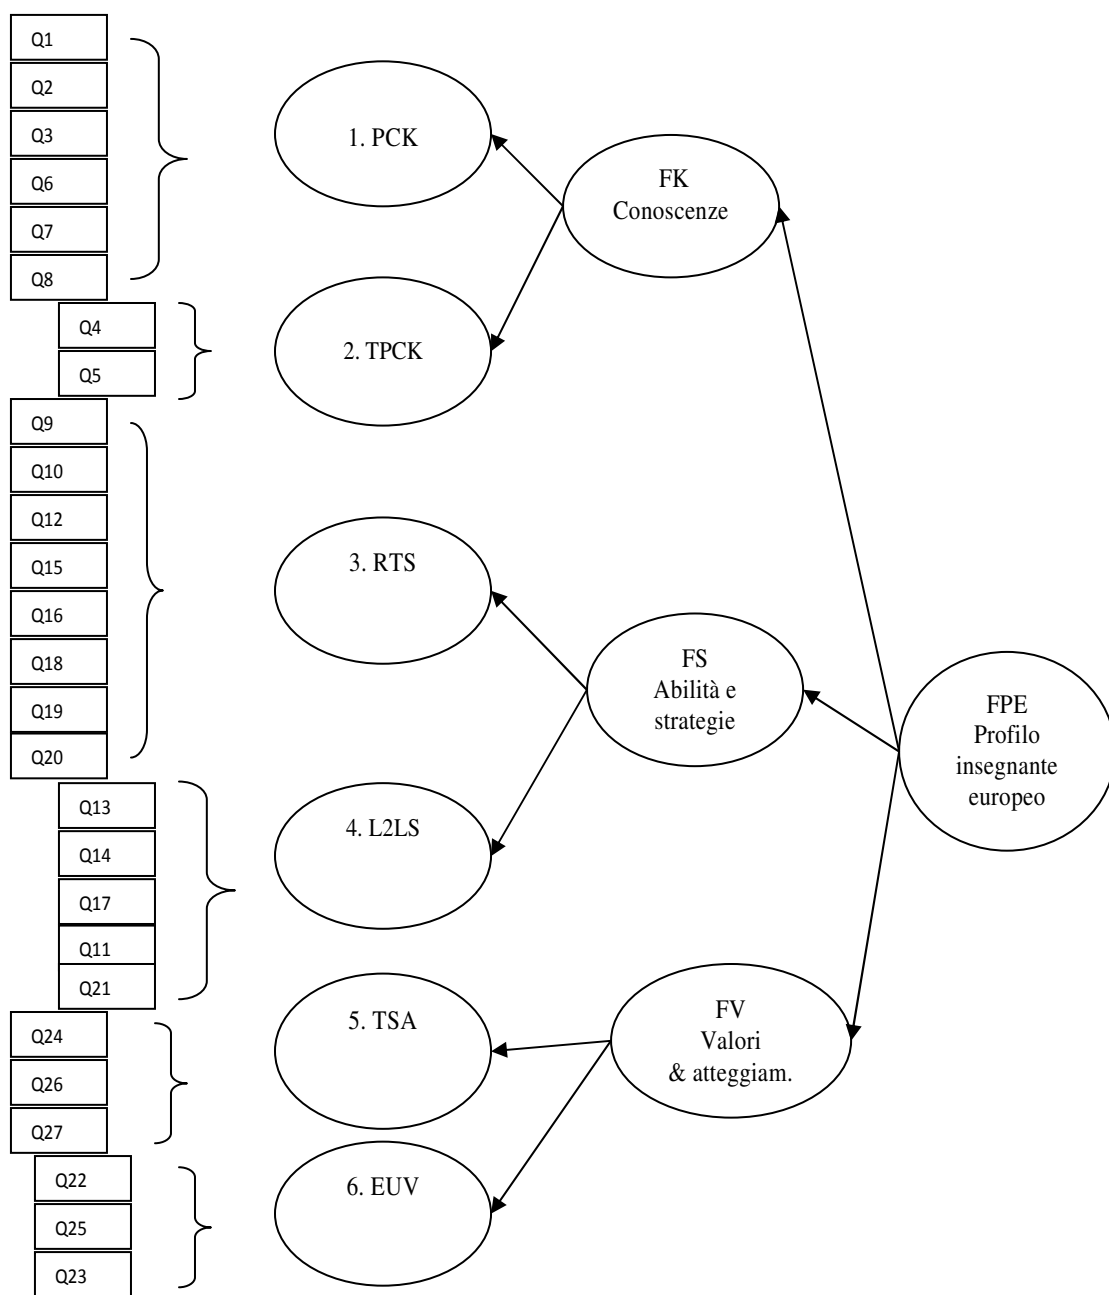 Q1
Q2
Q3
Q6
Q7
Q8
Q4
Q5
Q9
Q10
Q12
Q15
Q16
Q18
Q19
Q20
Q13
Q14
Q17
Q11
Q21
Q24
Q26
Q27
Q22
Q25
Q23
1. PCK
2. TPCK
3. RTS
4. L2LS
5. TSA
6. EUV
FK
Conoscenze
FS
Abilità e
strategie
FV
Valori
& atteggiam.
FPE
Profilo
insegnante
europeo